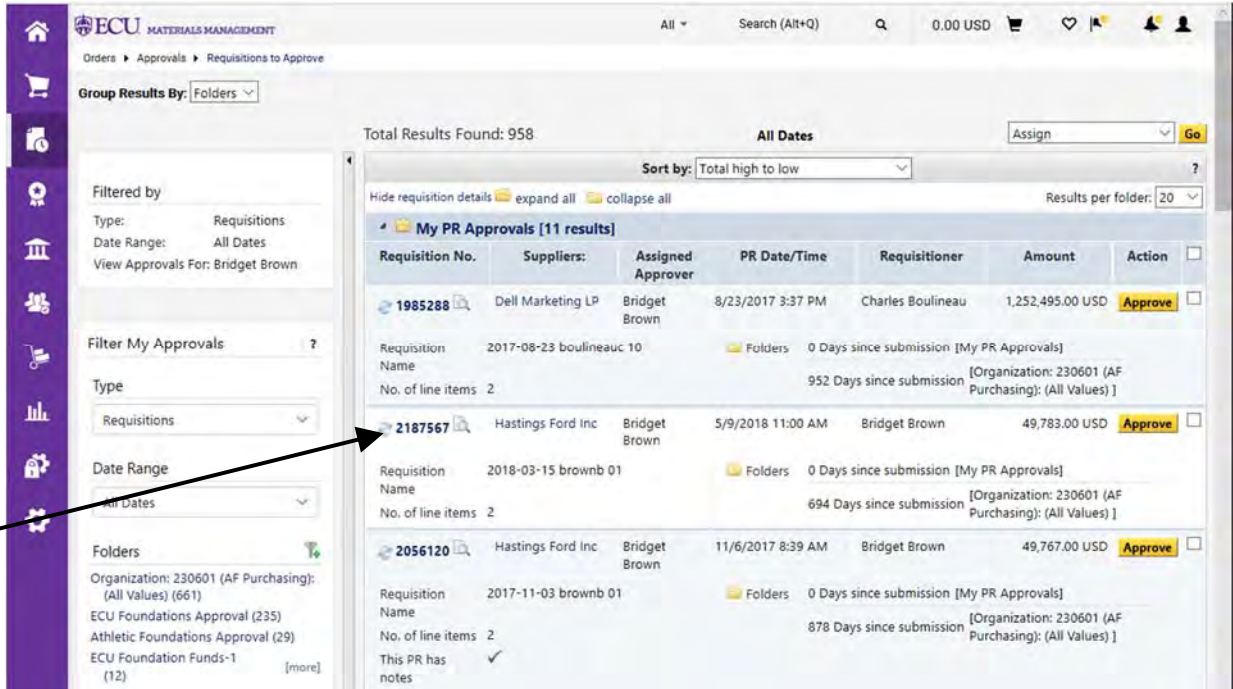 ECU MATERIALS MANAGEMENT
All
Search (Alt+Q)
0.00 USD
Orders Approvals Requisitions to Approve
Group Results By: Folders
Total Results Found: 958
All Dates
Assign
Go
Sort by: Total high to low
?
Filtered by
Type: Requisitions
Date Range: All Dates
View Approvals For: Bridget Brown
Filter My Approvals ?
Type
Requisitions
Date Range
All Dates
Folders
Organization: 230601 (AF Purchasing):
(All Values) (661)
ECU Foundations Approval (235)
Athletic Foundations Approval (29)
ECU Foundation Funds-1
(12)
[more]
Hide requisition details expand all collapse all
Results per folder: 20
My PR Approvals [11 results]
Requisition No. Suppliers: Assigned Approver PR Date/Time Requisitioner Amount Action
1985288 Dell Marketing LP Bridget Brown 8/23/2017 3:37 PM Charles Boulineau 1,252,495.00 USD Approve
Requisition Name 2017-08-23 boulineauc 10
Folders 0 Days since submission [My PR Approvals]
952 Days since submission [Organization: 230601 (AF Purchasing): (All Values) ]
No. of line items 2
2187567 Hastings Ford Inc Bridget Brown 5/9/2018 11:00 AM Bridget Brown 49,783.00 USD Approve
Requisition Name 2018-03-15 brownb 01
Folders 0 Days since submission [My PR Approvals]
694 Days since submission [Organization: 230601 (AF Purchasing): (All Values) ]
No. of line items 2
2056120 Hastings Ford Inc Bridget Brown 11/6/2017 8:39 AM Bridget Brown 49,767.00 USD Approve
Requisition Name 2017-11-03 brownb 01
Folders 0 Days since submission [My PR Approvals]
878 Days since submission [Organization: 230601 (AF Purchasing): (All Values) ]
No. of line items 2
This PR has notes ✓